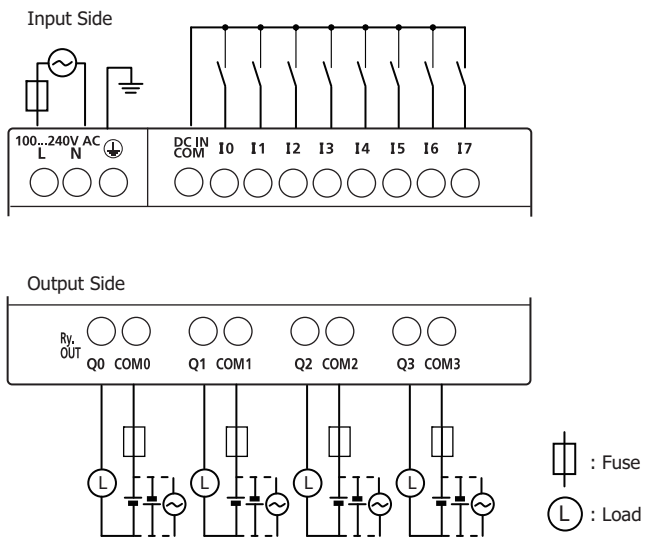 Input Side
100...240V AC
L N
DC IN
COM
I0 I1 I2 I3 I4 I5 I6 I7
Output Side
Ry.
OUT
Q0 COM0 Q1 COM1 Q2 COM2 Q3 COM3
L L L L
: Fuse
L : Load